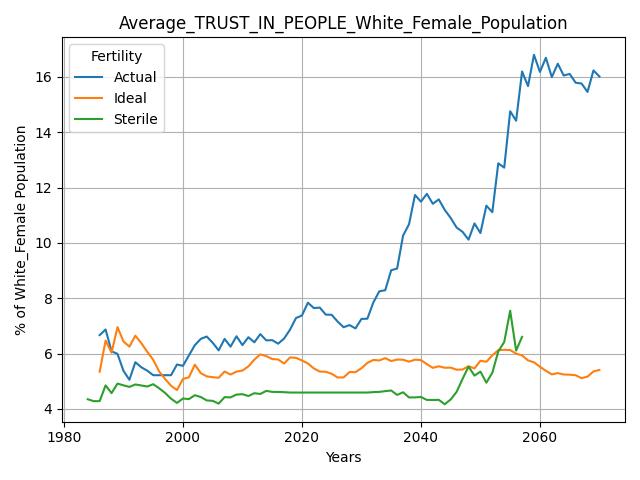 Average_TRUST_IN_PEOPLE_White_Female_Population
Fertility
Actual
Ideal
Sterile
% of White_Female Population
16
14
12
10
8
6
4
1980
2000
2020
2040
2060
Years